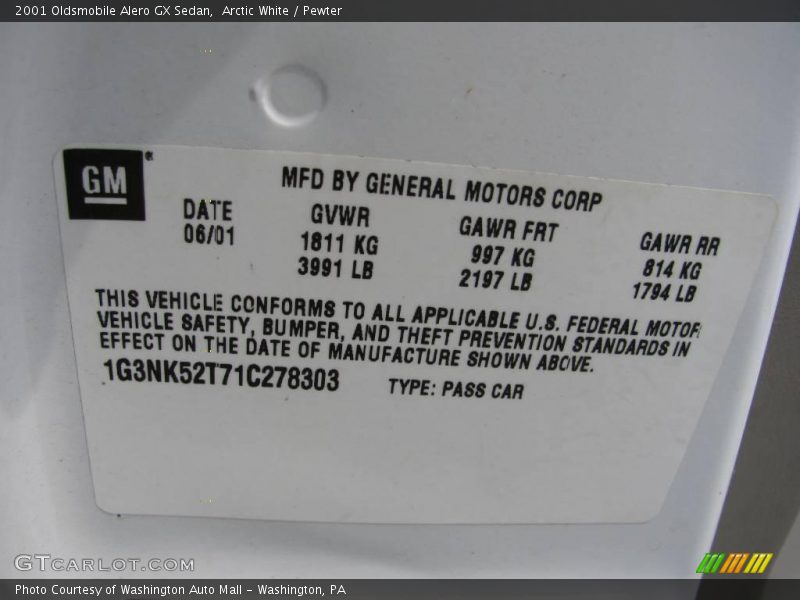 2001 Oldsmobile Alero GX Sedan, Arctic White / Pewter
GM
MFD BY GENERAL MOTORS CORP
DATE GVWR GAWR FRT GAWR RR
06/01 1811 KG 997 KG 814 KG
3991 LB 2197 LB 1794 LB
THIS VEHICLE CONFORMS TO ALL APPLICABLE U.S. FEDERAL MOTOR
VEHICLE SAFETY, BUMPER, AND THEFT PREVENTION STANDARDS IN
EFFECT ON THE DATE OF MANUFACTURE SHOWN ABOVE.
1G3NK52T71C278303 TYPE: PASS CAR
GTCARLOT.COM
Photo Courtesy of Washington Auto Mall - Washington, PA